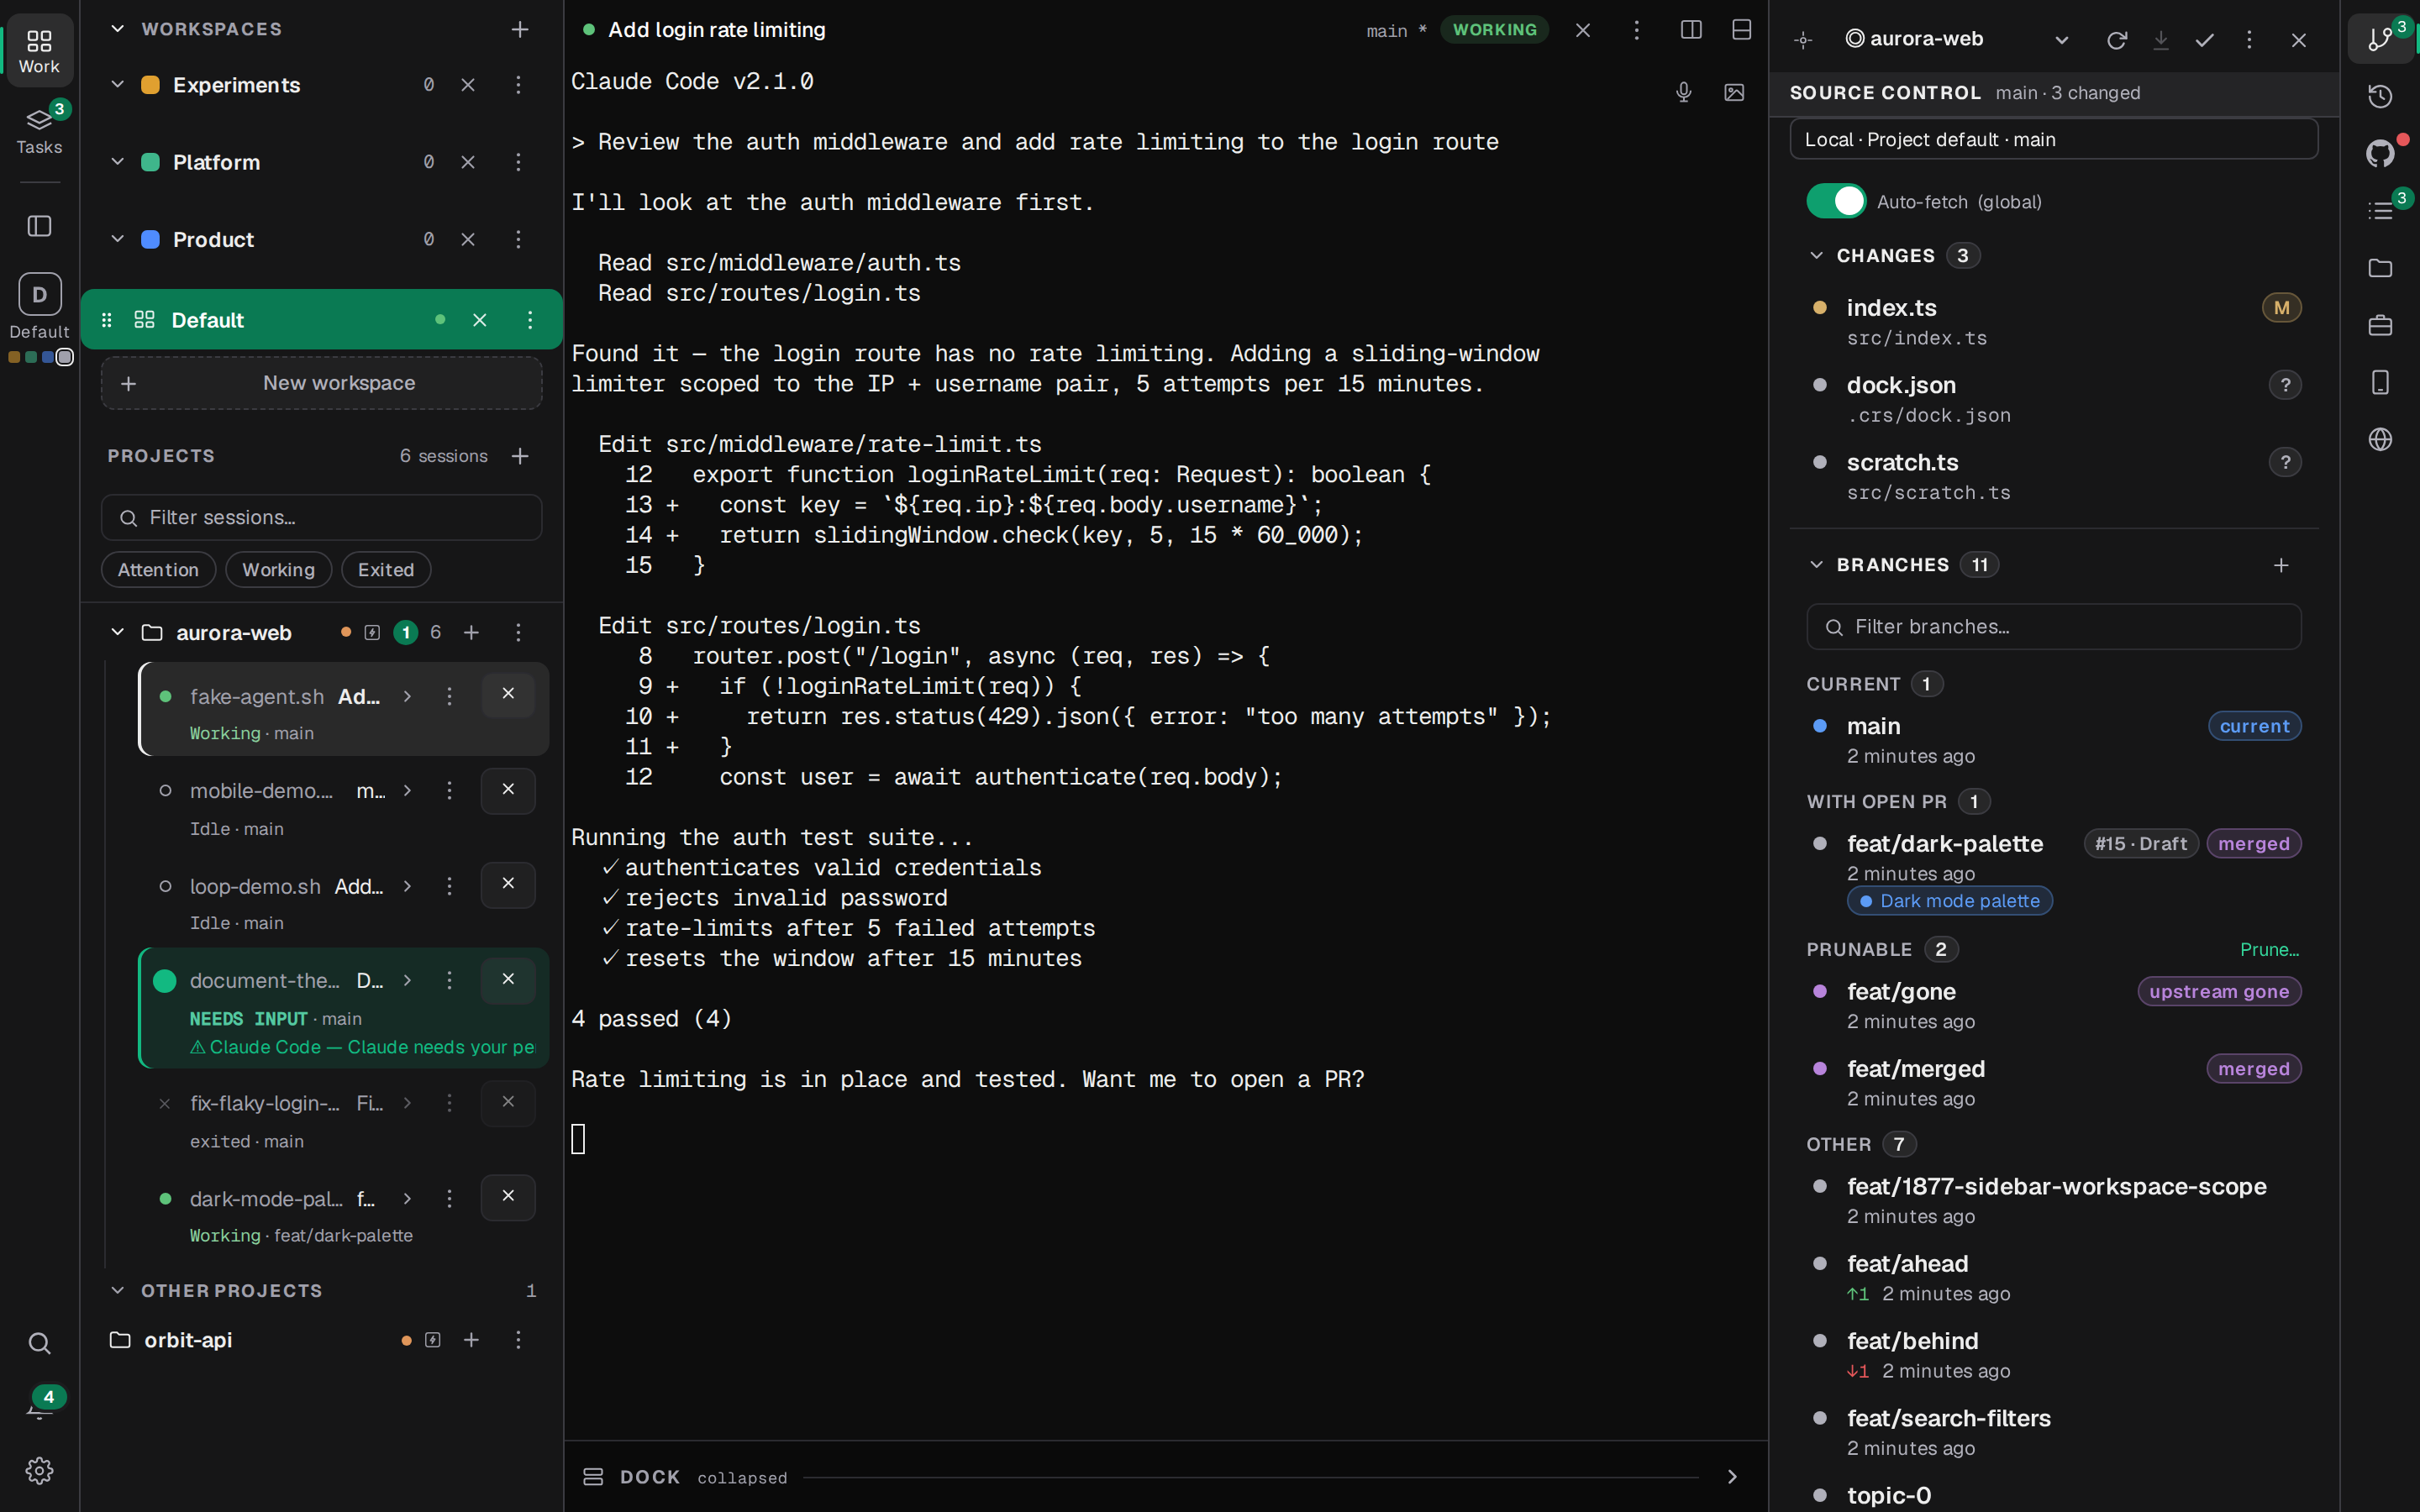 Work
3
Tasks
D
Default
4
WORKSPACES
Experiments 0
Platform 0
Product 0
Default
New workspace
PROJECTS 6 sessions
Filter sessions...
Attention Working Exited
aurora-web 1 6
fake-agent.sh Ad...
Working · main
mobile-demo.... m...
Idle · main
loop-demo.sh Add...
Idle · main
document-the... D...
NEEDS INPUT · main
⚠ Claude Code — Claude needs your
fix-flaky-login-... Fi...
exited · main
dark-mode-pal... f...
Working · feat/dark-palette
OTHER PROJECTS 1
orbit-api
Add login rate limiting main * WORKING
Claude Code v2.1.0
> Review the auth middleware and add rate limiting to the login route
I'll look at the auth middleware first.
Read src/middleware/auth.ts
Read src/routes/login.ts
Found it — the login route has no rate limiting. Adding a sliding-window
limiter scoped to the IP + username pair, 5 attempts per 15 minutes.
Edit src/middleware/rate-limit.ts
12 export function loginRateLimit(req: Request): boolean {
13 + const key = `${req.ip}:${req.body.username}`;
14 + return slidingWindow.check(key, 5, 15 * 60_000);
15 }
Edit src/routes/login.ts
8 router.post("/login", async (req, res) => {
9 + if (!loginRateLimit(req)) {
10 + return res.status(429).json({ error: "too many attempts" });
11 + }
12 const user = await authenticate(req.body);
Running the auth test suite...
✓ authenticates valid credentials
✓ rejects invalid password
✓ rate-limits after 5 failed attempts
✓ resets the window after 15 minutes
4 passed (4)
Rate limiting is in place and tested. Want me to open a PR?
DOCK collapsed
aurora-web
SOURCE CONTROL main · 3 changed
Local · Project default · main
Auto-fetch (global)
CHANGES 3
index.ts M
src/index.ts
dock.json ?
.crs/dock.json
scratch.ts ?
src/scratch.ts
BRANCHES 11
Filter branches...
CURRENT 1
main current
2 minutes ago
WITH OPEN PR 1
feat/dark-palette #15 · Draft merged
2 minutes ago
Dark mode palette
PRUNABLE 2 Prune...
feat/gone upstream gone
2 minutes ago
feat/merged merged
2 minutes ago
OTHER 7
feat/1877-sidebar-workspace-scope
2 minutes ago
feat/ahead
↑1 2 minutes ago
feat/behind
↓1 2 minutes ago
feat/search-filters
2 minutes ago
topic-0
3
3